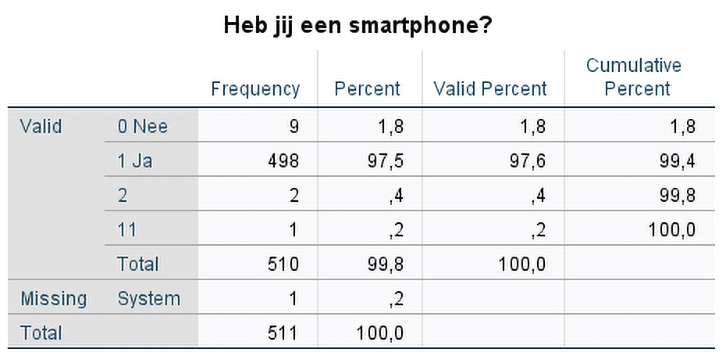 Heb jij een smartphone?
Frequency Percent Valid Percent Cumulative Percent
Valid 0 Nee 9 1,8 1,8 1,8
1 Ja 498 97,5 97,6 99,4
2 2 ,4 ,4 99,8
11 1 ,2 ,2 100,0
Total 510 99,8 100,0
Missing System 1 ,2
Total 511 100,0